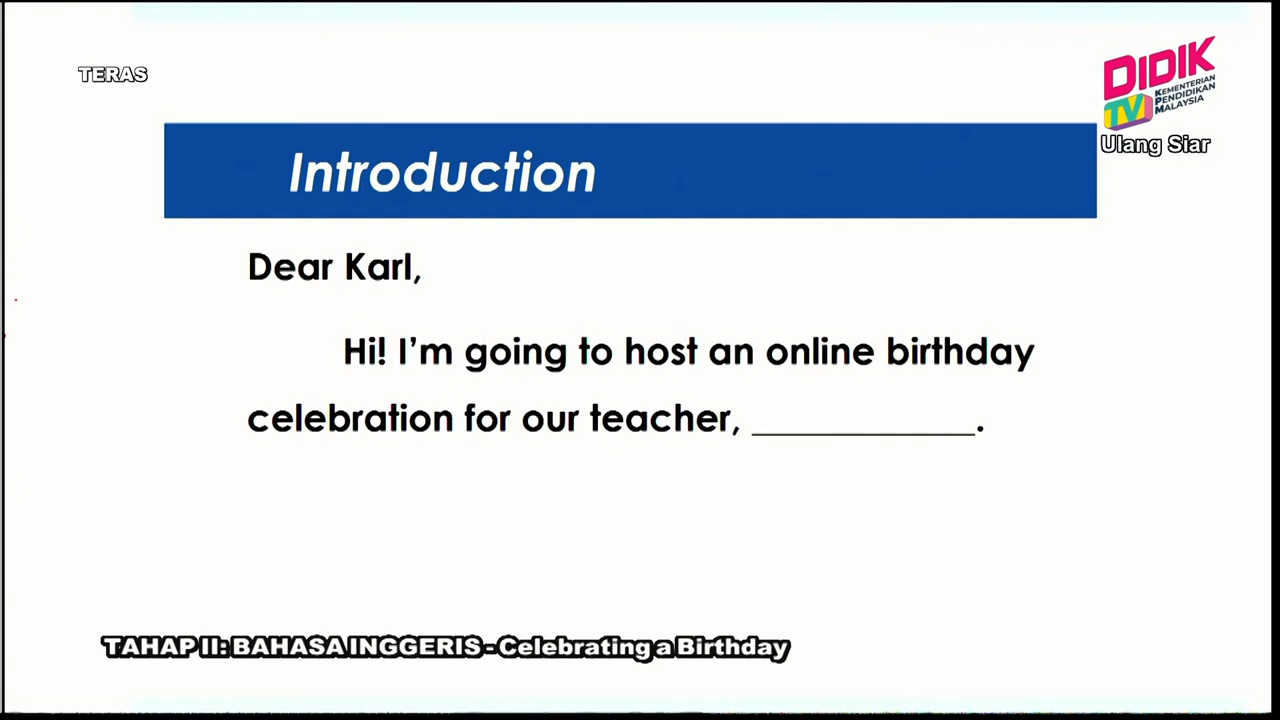 TERAS
DIDIK
TV
KEMENTERIAN
PENDIDIKAN
MALAYSIA
Ulang Siar
Introduction
Dear Karl,
Hi! I’m going to host an online birthday
celebration for our teacher, ____________.
TAHAP II: BAHASA INGGERIS - Celebrating a Birthday